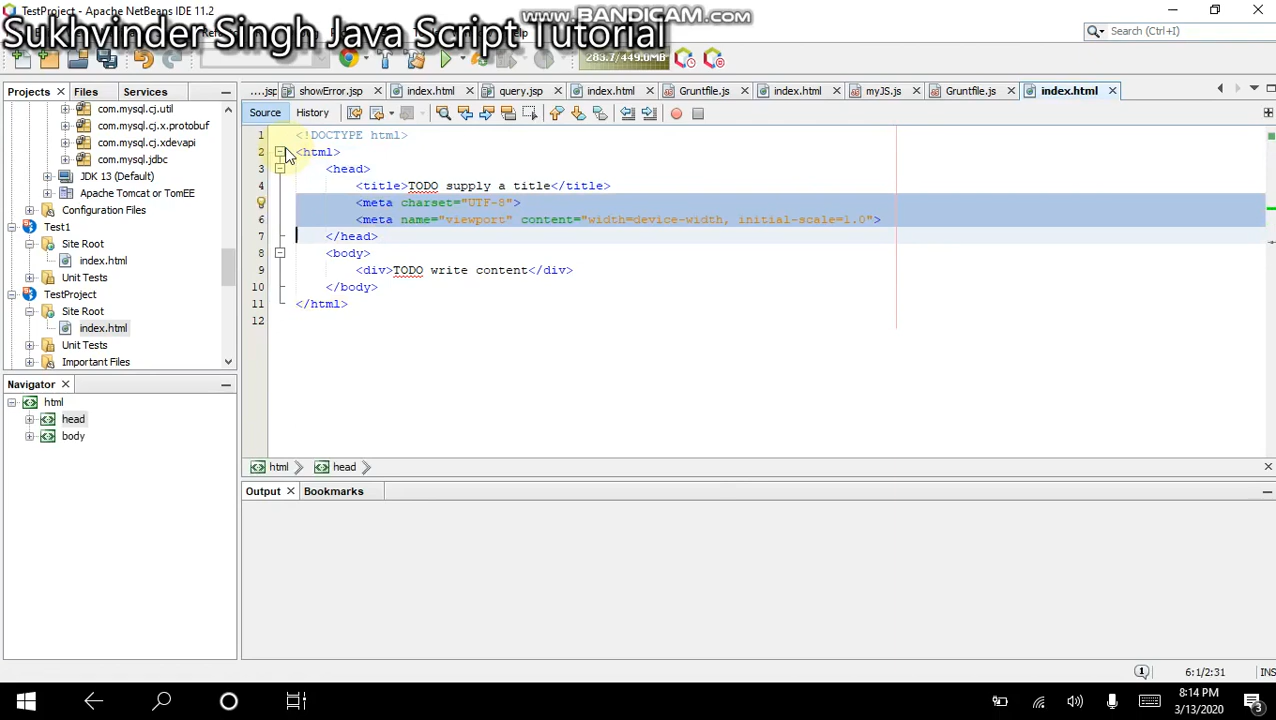 TestProject - Apache NetBeans IDE 11.2
www.BANDICAM.com
Sukhvinder Singh Java Script Tutorial
Search (Ctrl+I)
283.7/449.0MB
Projects
Files
Services
....jsp
showError.jsp
index.html
query.jsp
index.html
Gruntfile.js
index.html
myJS.js
Gruntfile.js
index.html
Source
History
com.mysql.cj.util
com.mysql.cj.x.protobuf
com.mysql.cj.xdevapi
com.mysql.jdbc
JDK 13 (Default)
Apache Tomcat or TomEE
Configuration Files
Test1
Site Root
index.html
Unit Tests
TestProject
Site Root
index.html
Unit Tests
Important Files
1 <!DOCTYPE html>
2 <html>
3 <head>
4 <title>TODO supply a title</title>
<meta charset="UTF-8">
6 <meta name="viewport" content="width=device-width, initial-scale=1.0">
7 </head>
8 <body>
9 <div>TODO write content</div>
10 </body>
11 </html>
12
Navigator
html
head
body
html
head
Output
Bookmarks
1
6:1/2:31
INS
8:14 PM
3/13/2020
3